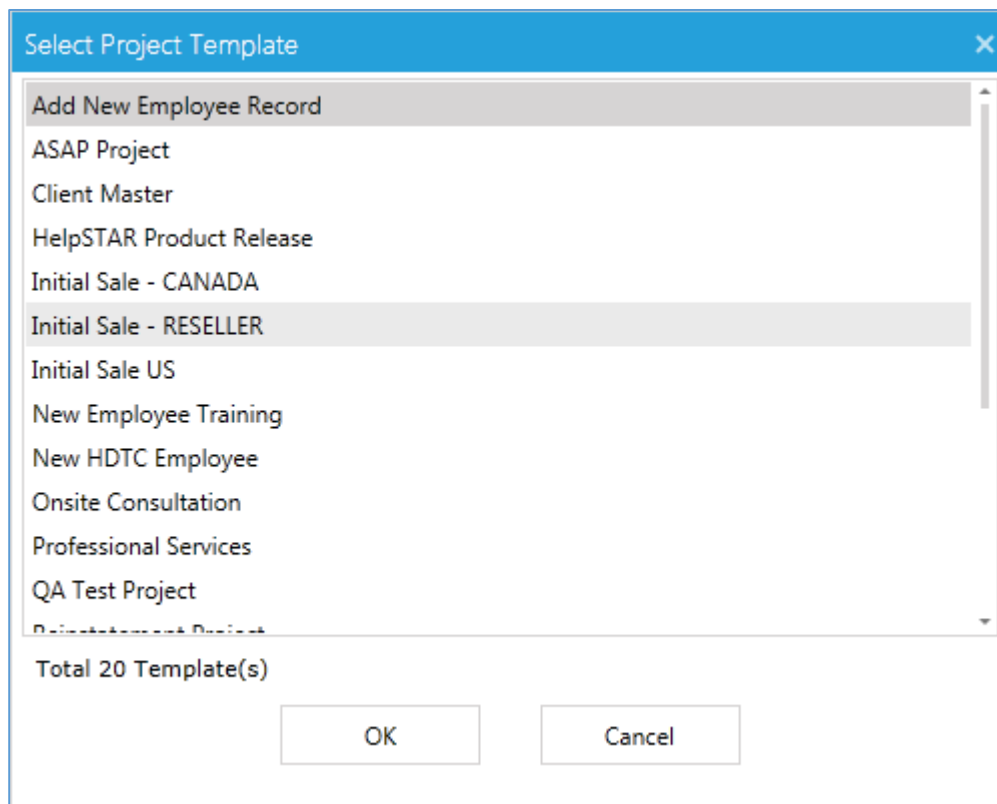 Select Project Template
Add New Employee Record
ASAP Project
Client Master
HelpSTAR Product Release
Initial Sale - CANADA
Initial Sale - RESELLER
Initial Sale US
New Employee Training
New HDTC Employee
Onsite Consultation
Professional Services
QA Test Project
Reinstatement Project
Total 20 Template(s)
OK
Cancel